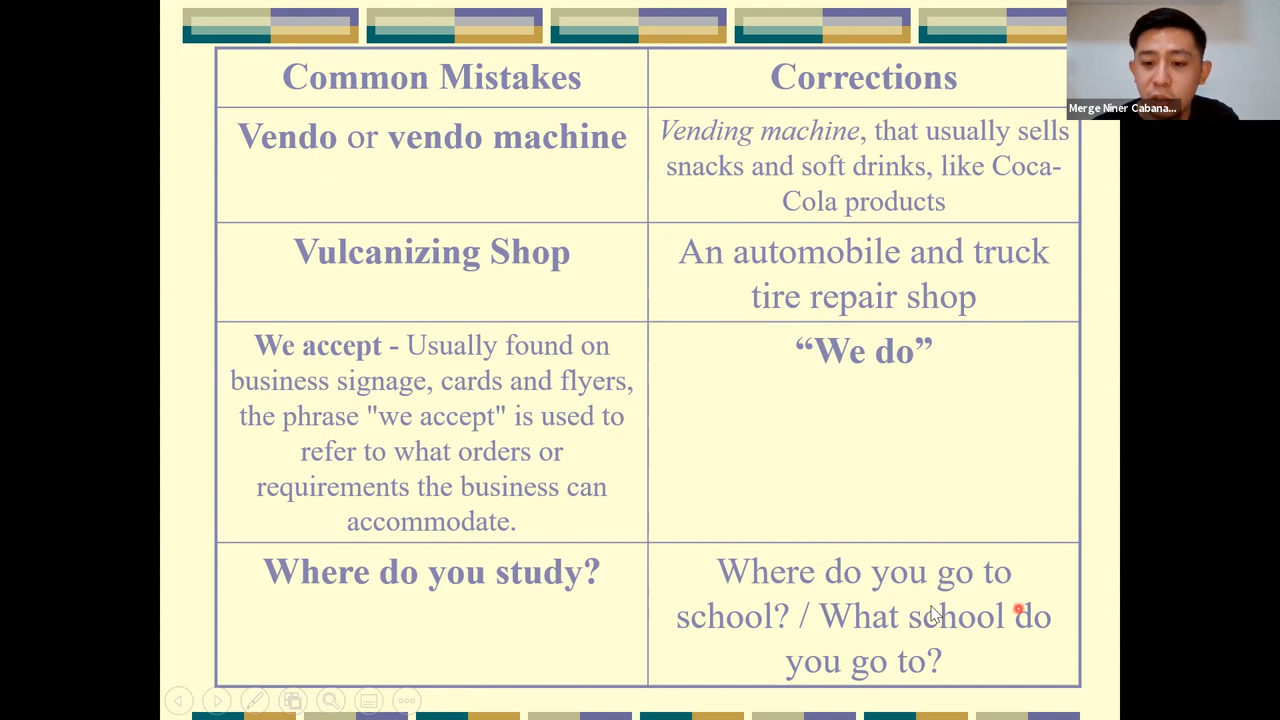 Common Mistakes
Corrections
Vendo or vendo machine
Vending machine, that usually sells
snacks and soft drinks, like Coca-
Cola products
Vulcanizing Shop
An automobile and truck
tire repair shop
We accept - Usually found on
business signage, cards and flyers,
the phrase "we accept" is used to
refer to what orders or
requirements the business can
accommodate.
“We do”
Where do you study?
Where do you go to
school? / What school do
you go to?
Merge Niner Cabana...